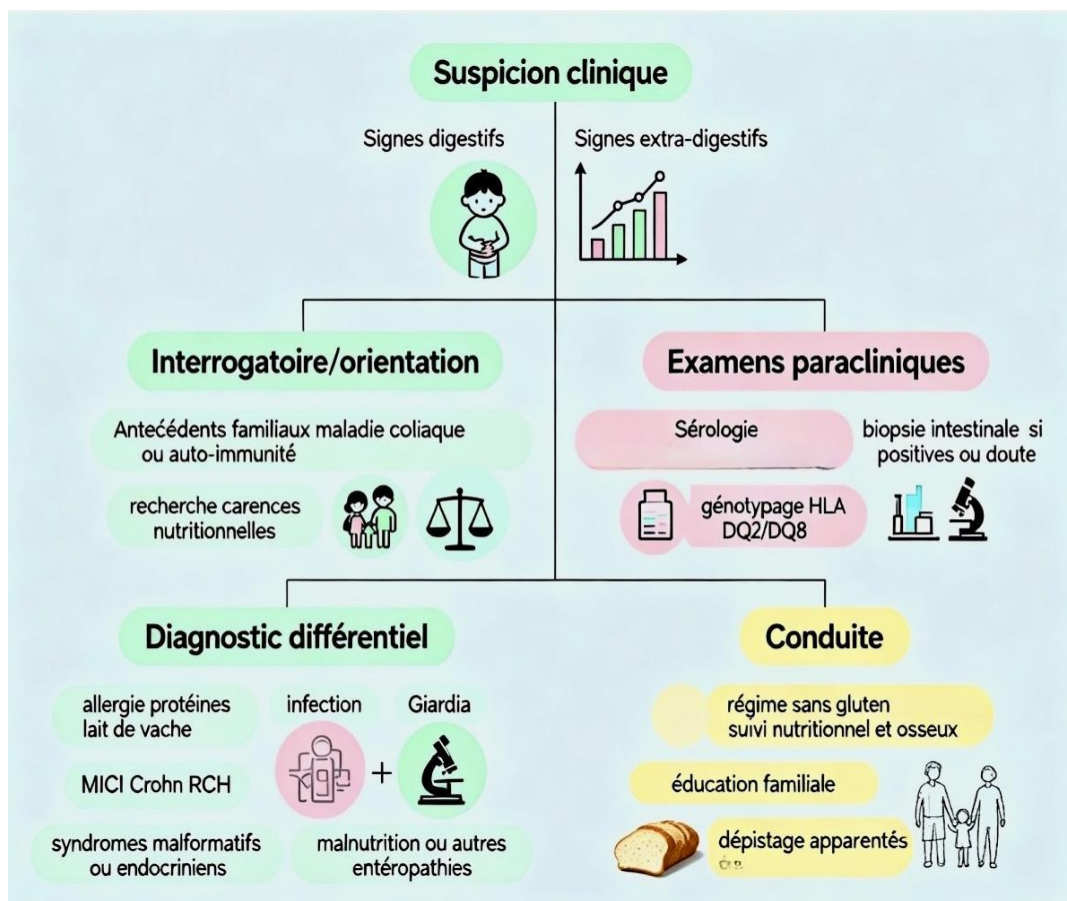 Suspicion clinique
Signes digestifs
Signes extra-digestifs
Interrogatoire/orientation
Antécédents familiaux maladie coliaque
ou auto-immunité
recherche carences
nutritionnelles
Examens paracliniques
Sérologie
biopsie intestinale si
positives ou doute
génotypage HLA
DQ2/DQ8
Diagnostic différentiel
allergie protéines
lait de vache
infection
Giardia
MICI Crohn RCH
syndromes malformatifs
ou endocriniens
malnutrition ou autres
entéropathies
Conduite
régime sans gluten
suivi nutritionnel et osseux
éducation familiale
dépistage apparentés